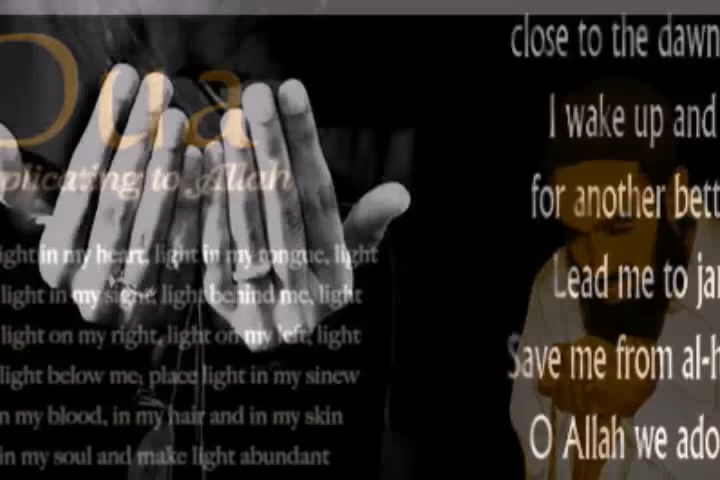 Dua
plicating to Allah
ight in my heart, light in my tongue, light
light in my sight, light behind me, light
light on my right, light on my left, light
light below me, place light in my sinew
n my blood, in my hair and in my skin
in my soul and make light abundant
close to the dawn
I wake up and
for another bett
Lead me to jan
Save me from al-h
O Allah we ado